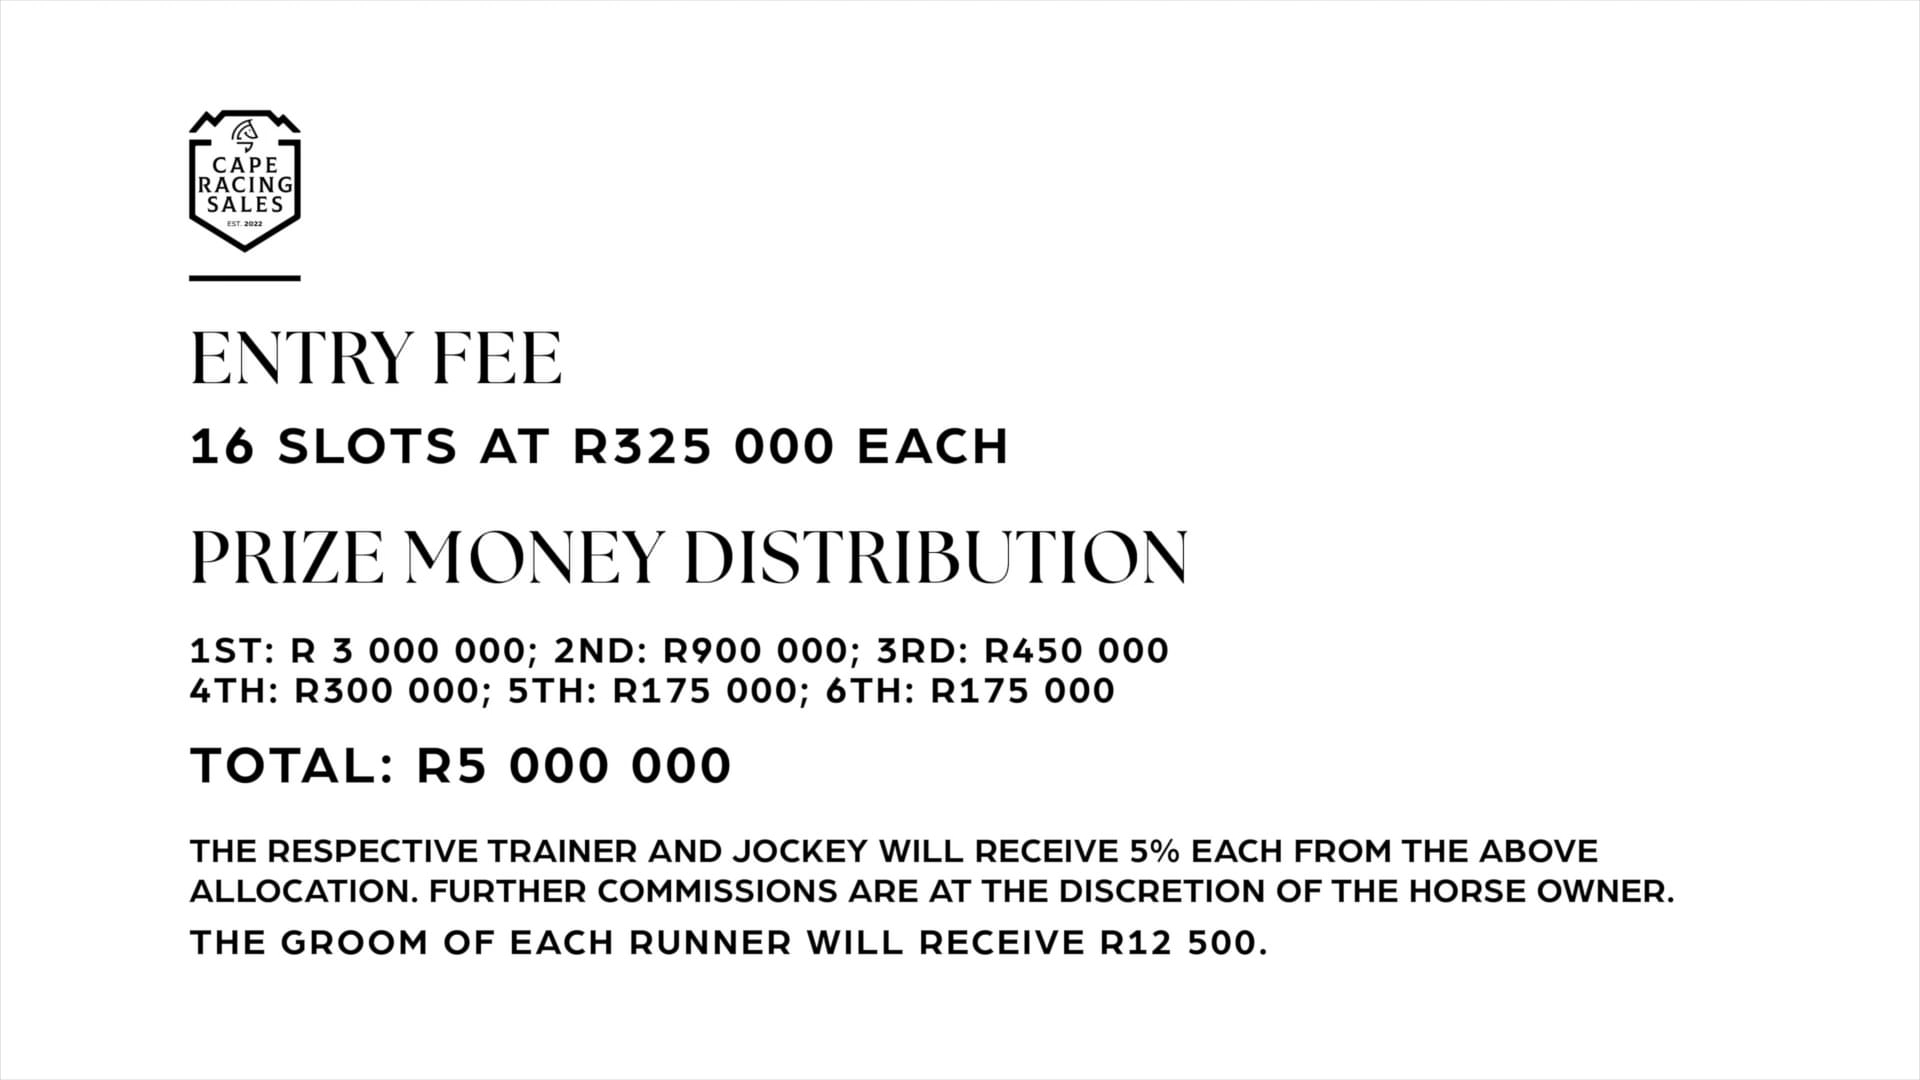 CAPE
RACING
SALES
EST. 2022
ENTRY FEE
16 SLOTS AT R325 000 EACH
PRIZE MONEY DISTRIBUTION
1ST: R 3 000 000; 2ND: R900 000; 3RD: R450 000
4TH: R300 000; 5TH: R175 000; 6TH: R175 000
TOTAL: R5 000 000
THE RESPECTIVE TRAINER AND JOCKEY WILL RECEIVE 5% EACH FROM THE ABOVE
ALLOCATION. FURTHER COMMISSIONS ARE AT THE DISCRETION OF THE HORSE OWNER.
THE GROOM OF EACH RUNNER WILL RECEIVE R12 500.